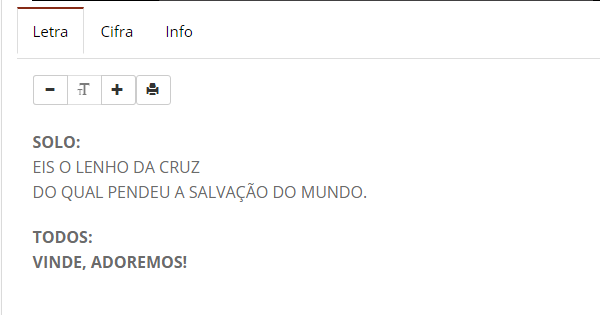 Letra Cifra Info
- T +
SOLO:
EIS O LENHO DA CRUZ
DO QUAL PENDEU A SALVAÇÃO DO MUNDO.
TODOS:
VINDE, ADOREMOS!